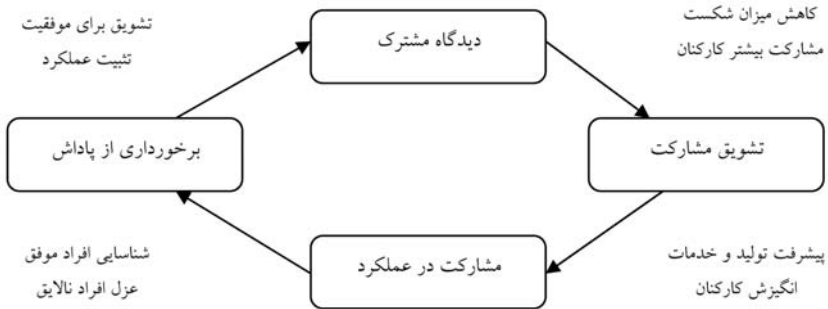 دیدگاه مشترک
کاهش میزان شکست
مشارکت بیشتر کارکنان
تشویق مشارکت
پیشرفت تولید و خدمات
انگیزش کارکنان
مشارکت در عملکرد
شناسایی افراد موفق
عزل افراد نالایق
برخورداری از پاداش
تشویق برای موفقیت
تثبیت عملکرد